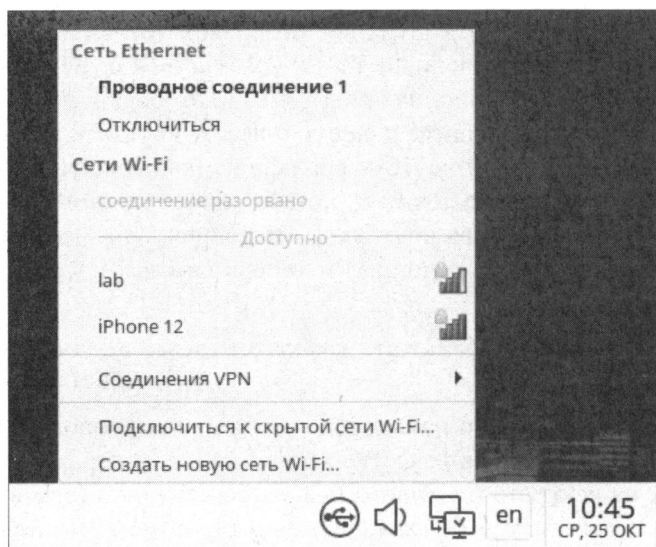 Сеть Ethernet
Проводное соединение 1
Отключиться
Сети Wi-Fi
соединение разорвано
Доступно
lab
iPhone 12
Соединения VPN
Подключиться к скрытой сети Wi-Fi...
Создать новую сеть Wi-Fi...
en
10:45
СР, 25 ОКТ